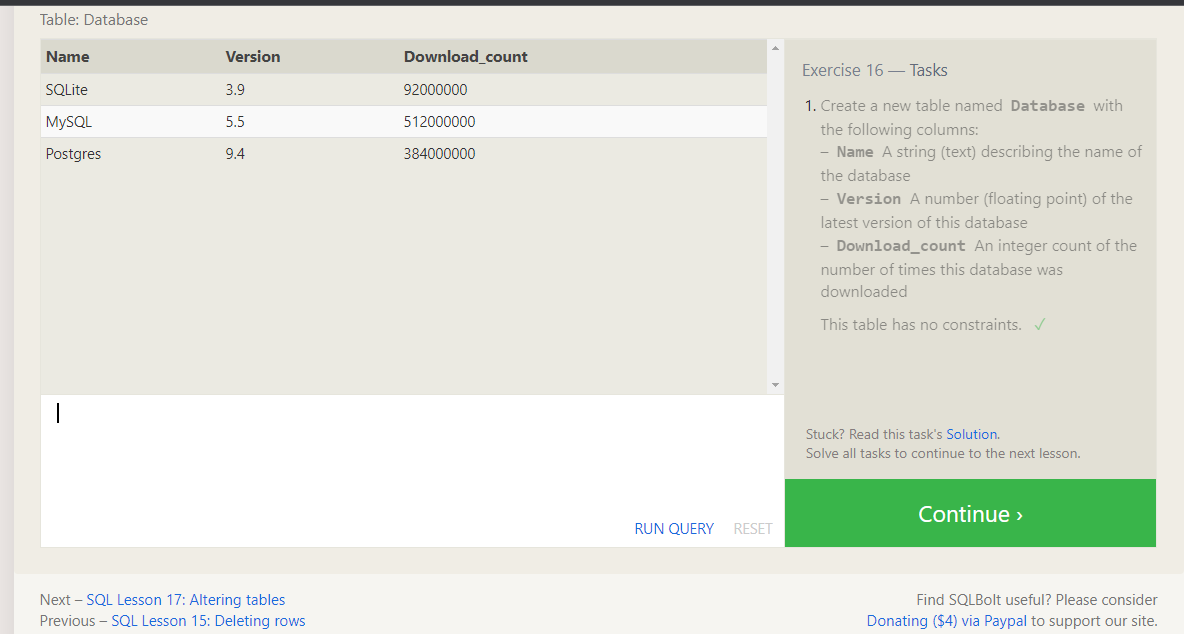 Table: Database
Name Version Download_count
SQLite 3.9 92000000
MySQL 5.5 512000000
Postgres 9.4 384000000
Exercise 16 — Tasks
1. Create a new table named Database with
the following columns:
– Name A string (text) describing the name of
the database
– Version A number (floating point) of the
latest version of this database
– Download_count An integer count of the
number of times this database was
downloaded
This table has no constraints. ✓
Stuck? Read this task's Solution.
Solve all tasks to continue to the next lesson.
RUN QUERY RESET
Continue ›
Next – SQL Lesson 17: Altering tables
Previous – SQL Lesson 15: Deleting rows
Find SQLBolt useful? Please consider
Donating ($4) via Paypal to support our site.